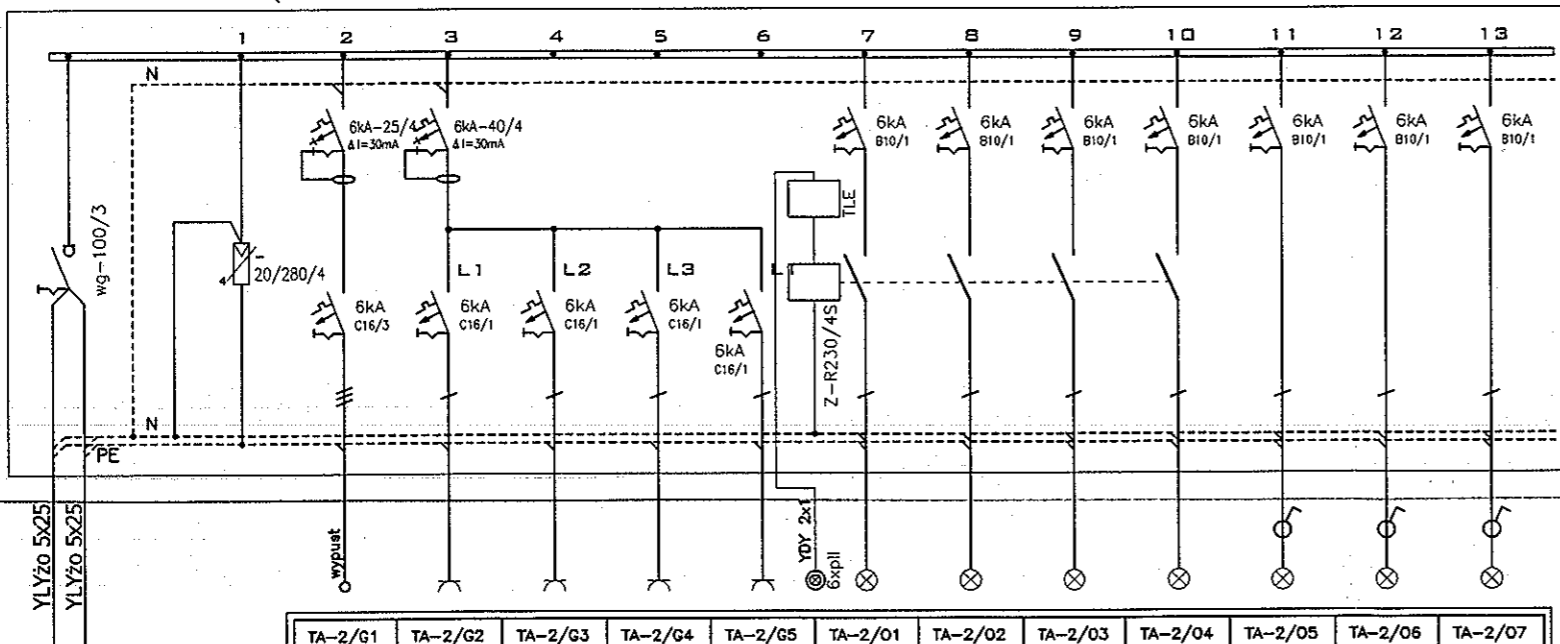 1 2 3 4 5 6 7 8 9 10 11 12 13
N
6kA-25/4 6kA-40/4 6kA 6kA 6kA 6kA 6kA 6kA 6kA
ΔI=30mA ΔI=30mA B10/1 B10/1 B10/1 B10/1 B10/1 B10/1 B10/1
TLE
wg-100/3
20/280/4
4
L1 L2 L3 L1
6kA 6kA 6kA 6kA
C16/3 C16/1 C16/1 C16/1
6kA
C16/1
Z-R230/4S
N
PE
YLYżo 5x25
YLYżo 5x25
wypust
YDY 2x1
6xpII
TA-2/G1 TA-2/G2 TA-2/G3 TA-2/G4 TA-2/G5 TA-2/O1 TA-2/O2 TA-2/O3 TA-2/O4 TA-2/O5 TA-2/O6 TA-2/O7